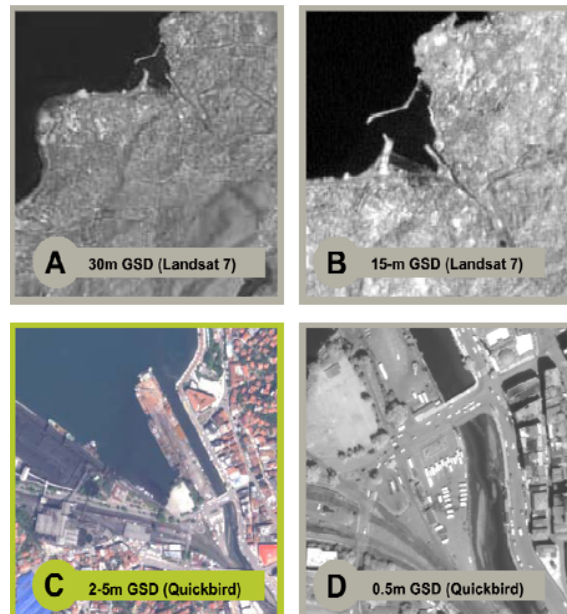 A 30m GSD (Landsat 7)
B 15-m GSD (Landsat 7)
C 2-5m GSD (Quickbird)
D 0.5m GSD (Quickbird)